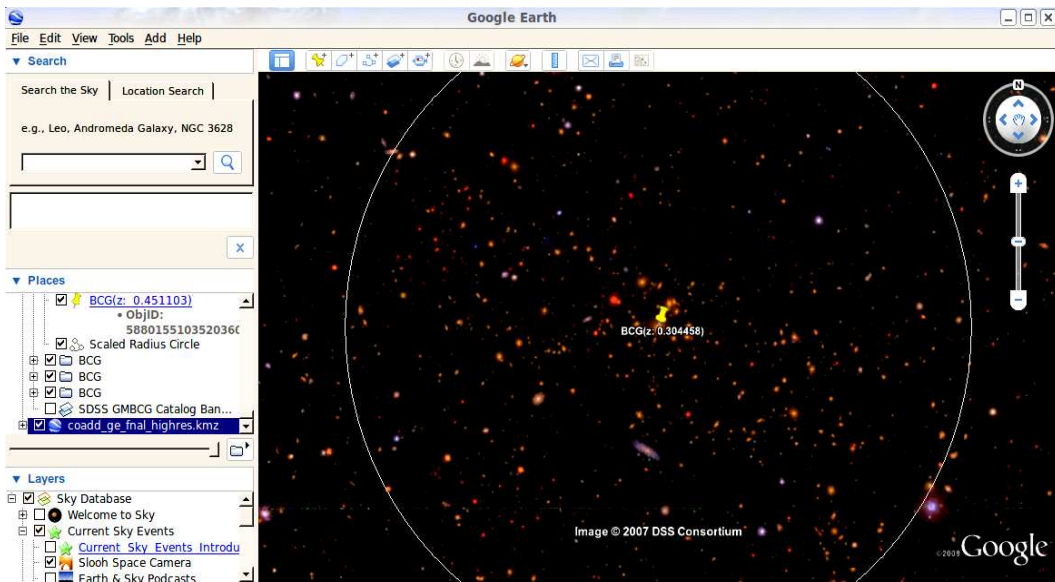 Google Earth
File Edit View Tools Add Help
Search
Search the Sky
Location Search
e.g., Leo, Andromeda Galaxy, NGC 3628
Places
BCG(z: 0.451103)
• ObjID:
588015510352036
Scaled Radius Circle
BCG
BCG
BCG
SDSS GMBCG Catalog Ban...
coadd_ge_fnal_highres.kmz
Layers
Sky Database
Welcome to Sky
Current Sky Events
Current Sky Events Introdu
Slooh Space Camera
Earth & Sky Podcasts
N
BCG(z: 0.304458)
Image © 2007 DSS Consortium
©2009 Google